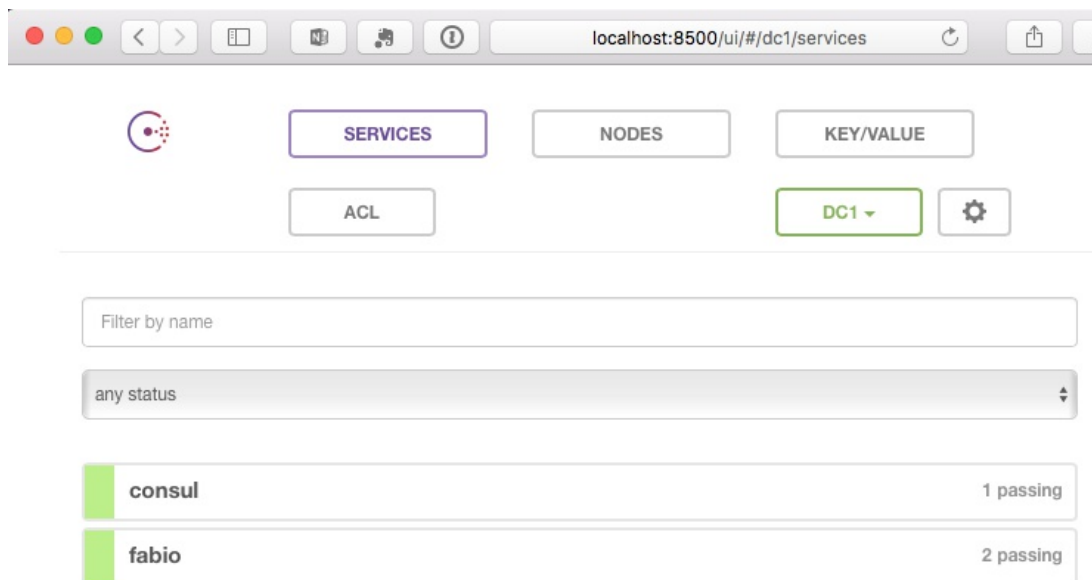 localhost:8500/ui/#/dc1/services
SERVICES NODES KEY/VALUE
ACL DC1
Filter by name
any status
consul 1 passing
fabio 2 passing